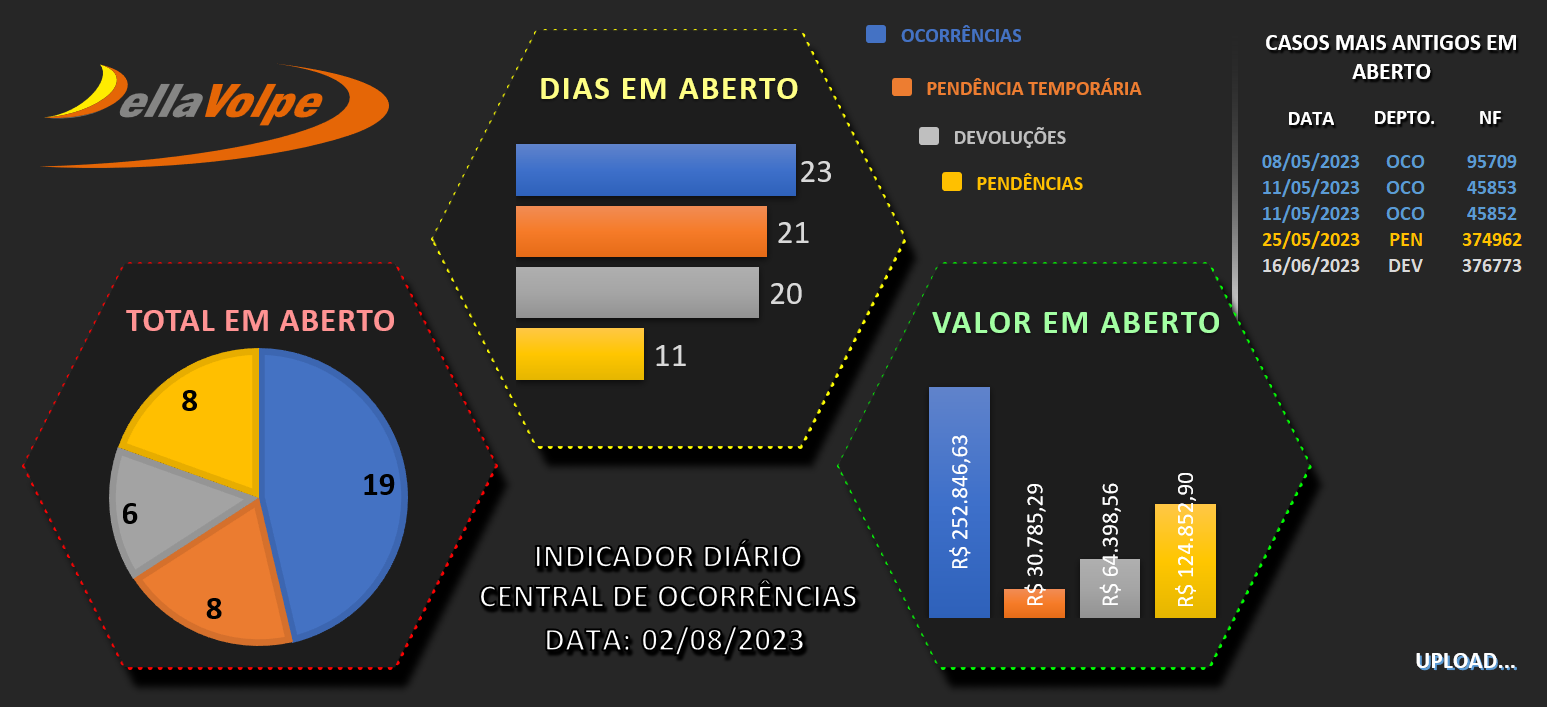 DellaVolpe
DIAS EM ABERTO
23
21
20
11
OCORRÊNCIAS
PENDÊNCIA TEMPORÁRIA
DEVOLUÇÕES
PENDÊNCIAS
CASOS MAIS ANTIGOS EM
ABERTO
DATA DEPTO. NF
08/05/2023 OCO 95709
11/05/2023 OCO 45853
11/05/2023 OCO 45852
25/05/2023 PEN 374962
16/06/2023 DEV 376773
TOTAL EM ABERTO
8
19
6
8
INDICADOR DIÁRIO
CENTRAL DE OCORRÊNCIAS
DATA: 02/08/2023
VALOR EM ABERTO
R$ 252.846,63
R$ 30.785,29
R$ 64.398,56
R$ 124.852,90
UPLOAD...